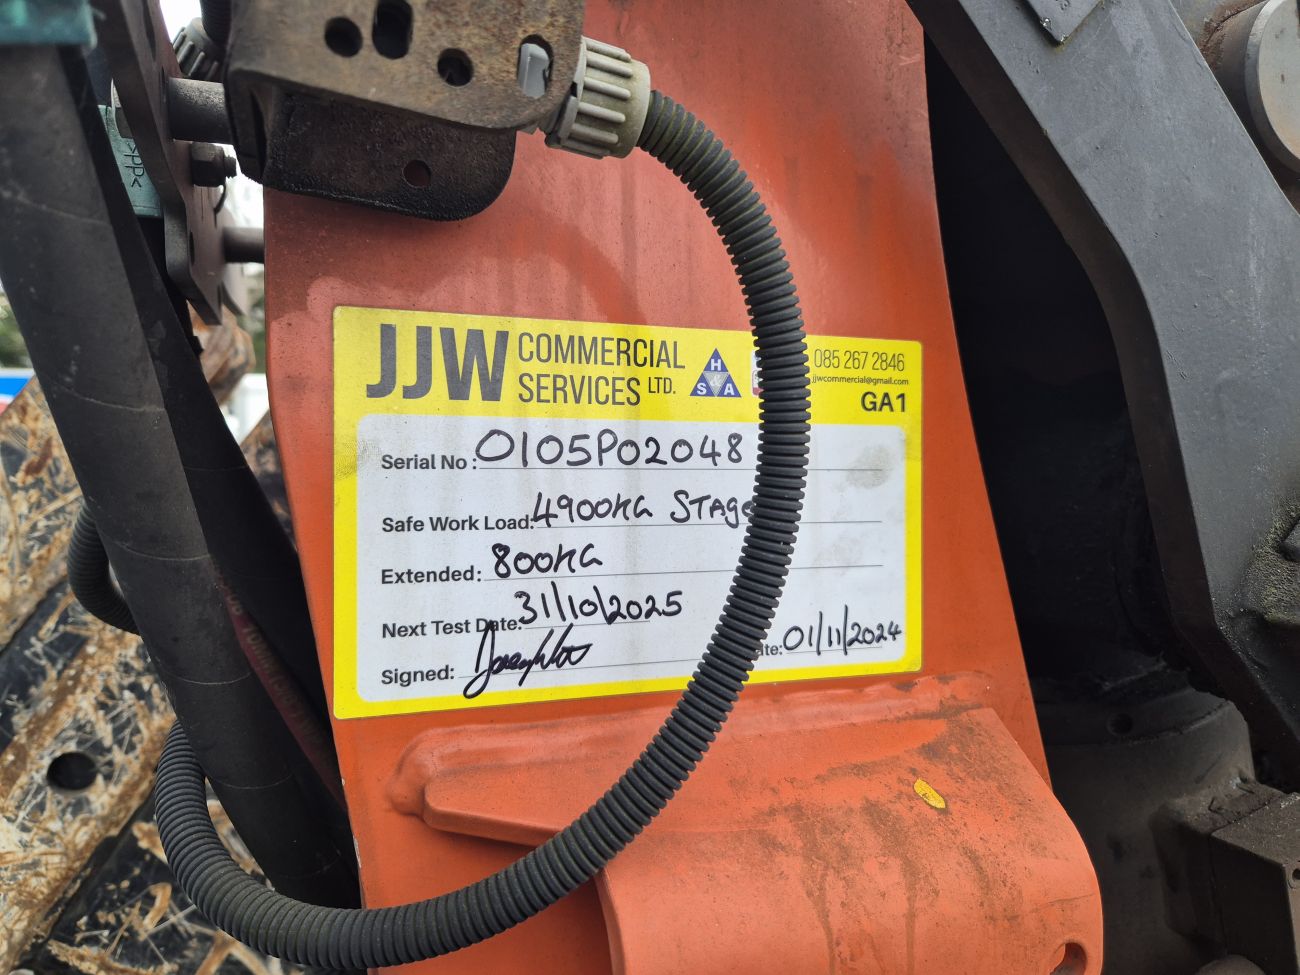 JJW COMMERCIAL SERVICES LTD.
H S A
085 267 2846
jjwcommercial@gmail.com
GA1
Serial No: 0105P02048
Safe Work Load: 4900KG STAGE
Extended: 800KG
Next Test Date: 31/10/2025
Signed:
01/11/2024
>PP<